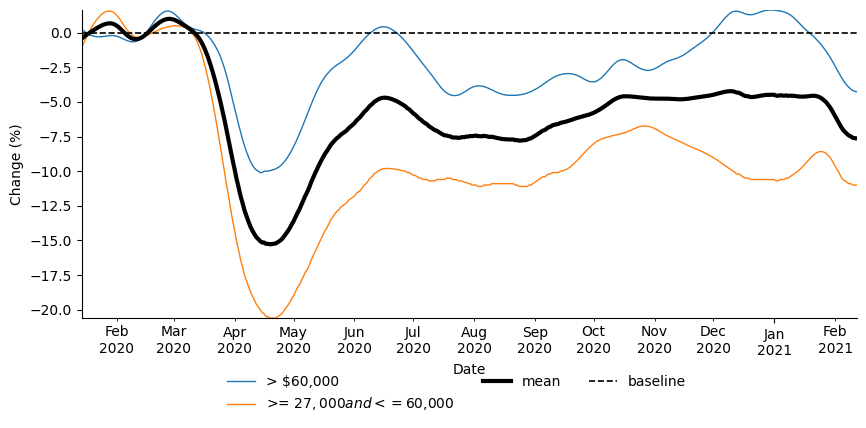 Change (%)
0.0
−2.5
−5.0
−7.5
−10.0
−12.5
−15.0
−17.5
−20.0
Feb Mar Apr May Jun Jul Aug Sep Oct Nov Dec Jan Feb
2020 2020 2020 2020 2020 2020 2020 2020 2020 2020 2020 2021 2021
Date
> $60,000 mean baseline
>= 27,000and <= 60,000